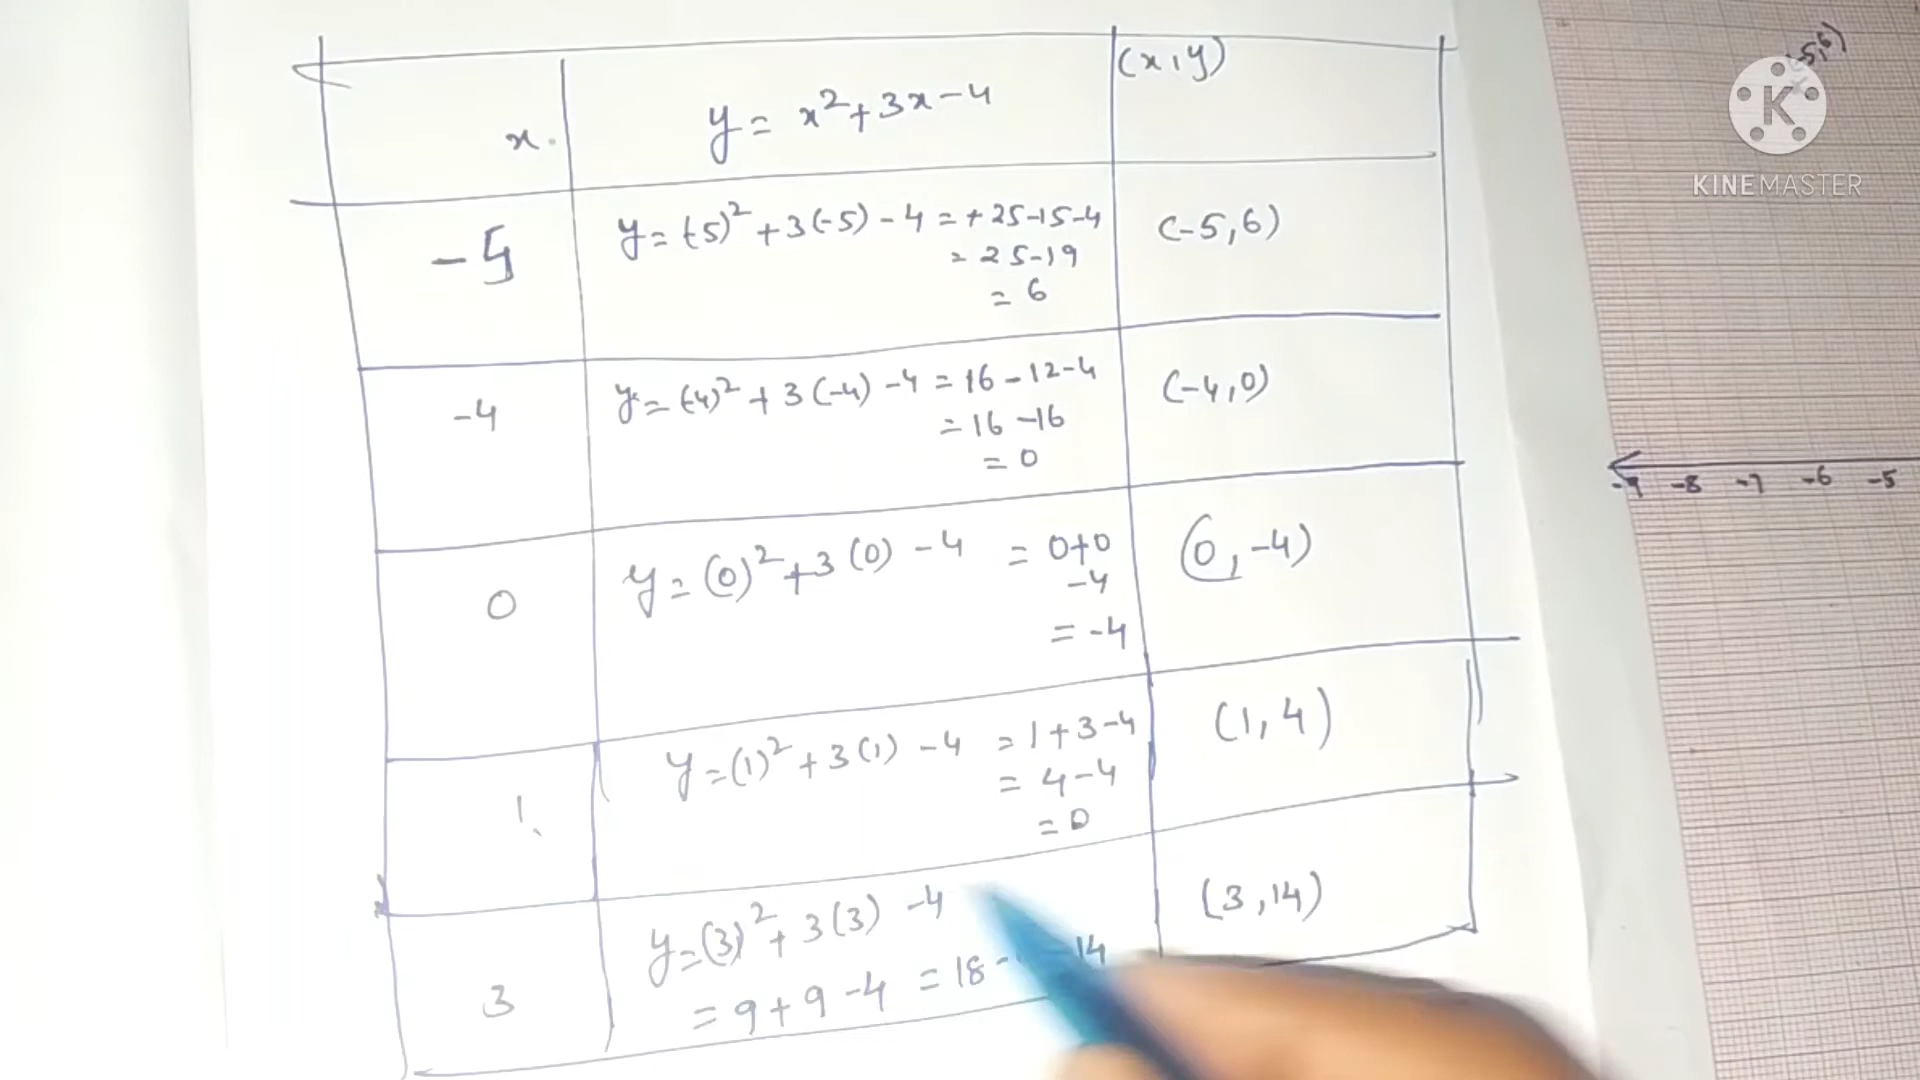 x. y = x²+3x-4 (x,y)
-5 y = (-5)² + 3(-5) - 4 = +25-15-4 (-5,6)
= 25-19
= 6
-4 y = (-4)² + 3(-4) - 4 = 16-12-4 (-4,0)
= 16-16
= 0
0 y = (0)² + 3(0) - 4 = 0+0 (0,-4)
-4
= -4
1 y = (1)² + 3(1) - 4 = 1+3-4 (1,4)
= 4-4
= 0
3 y = (3)² + 3(3) - 4 (3,14)
= 9+9-4 = 18- 14
-5,6)
K
KINEMASTER
-9 -8 -7 -6 -5